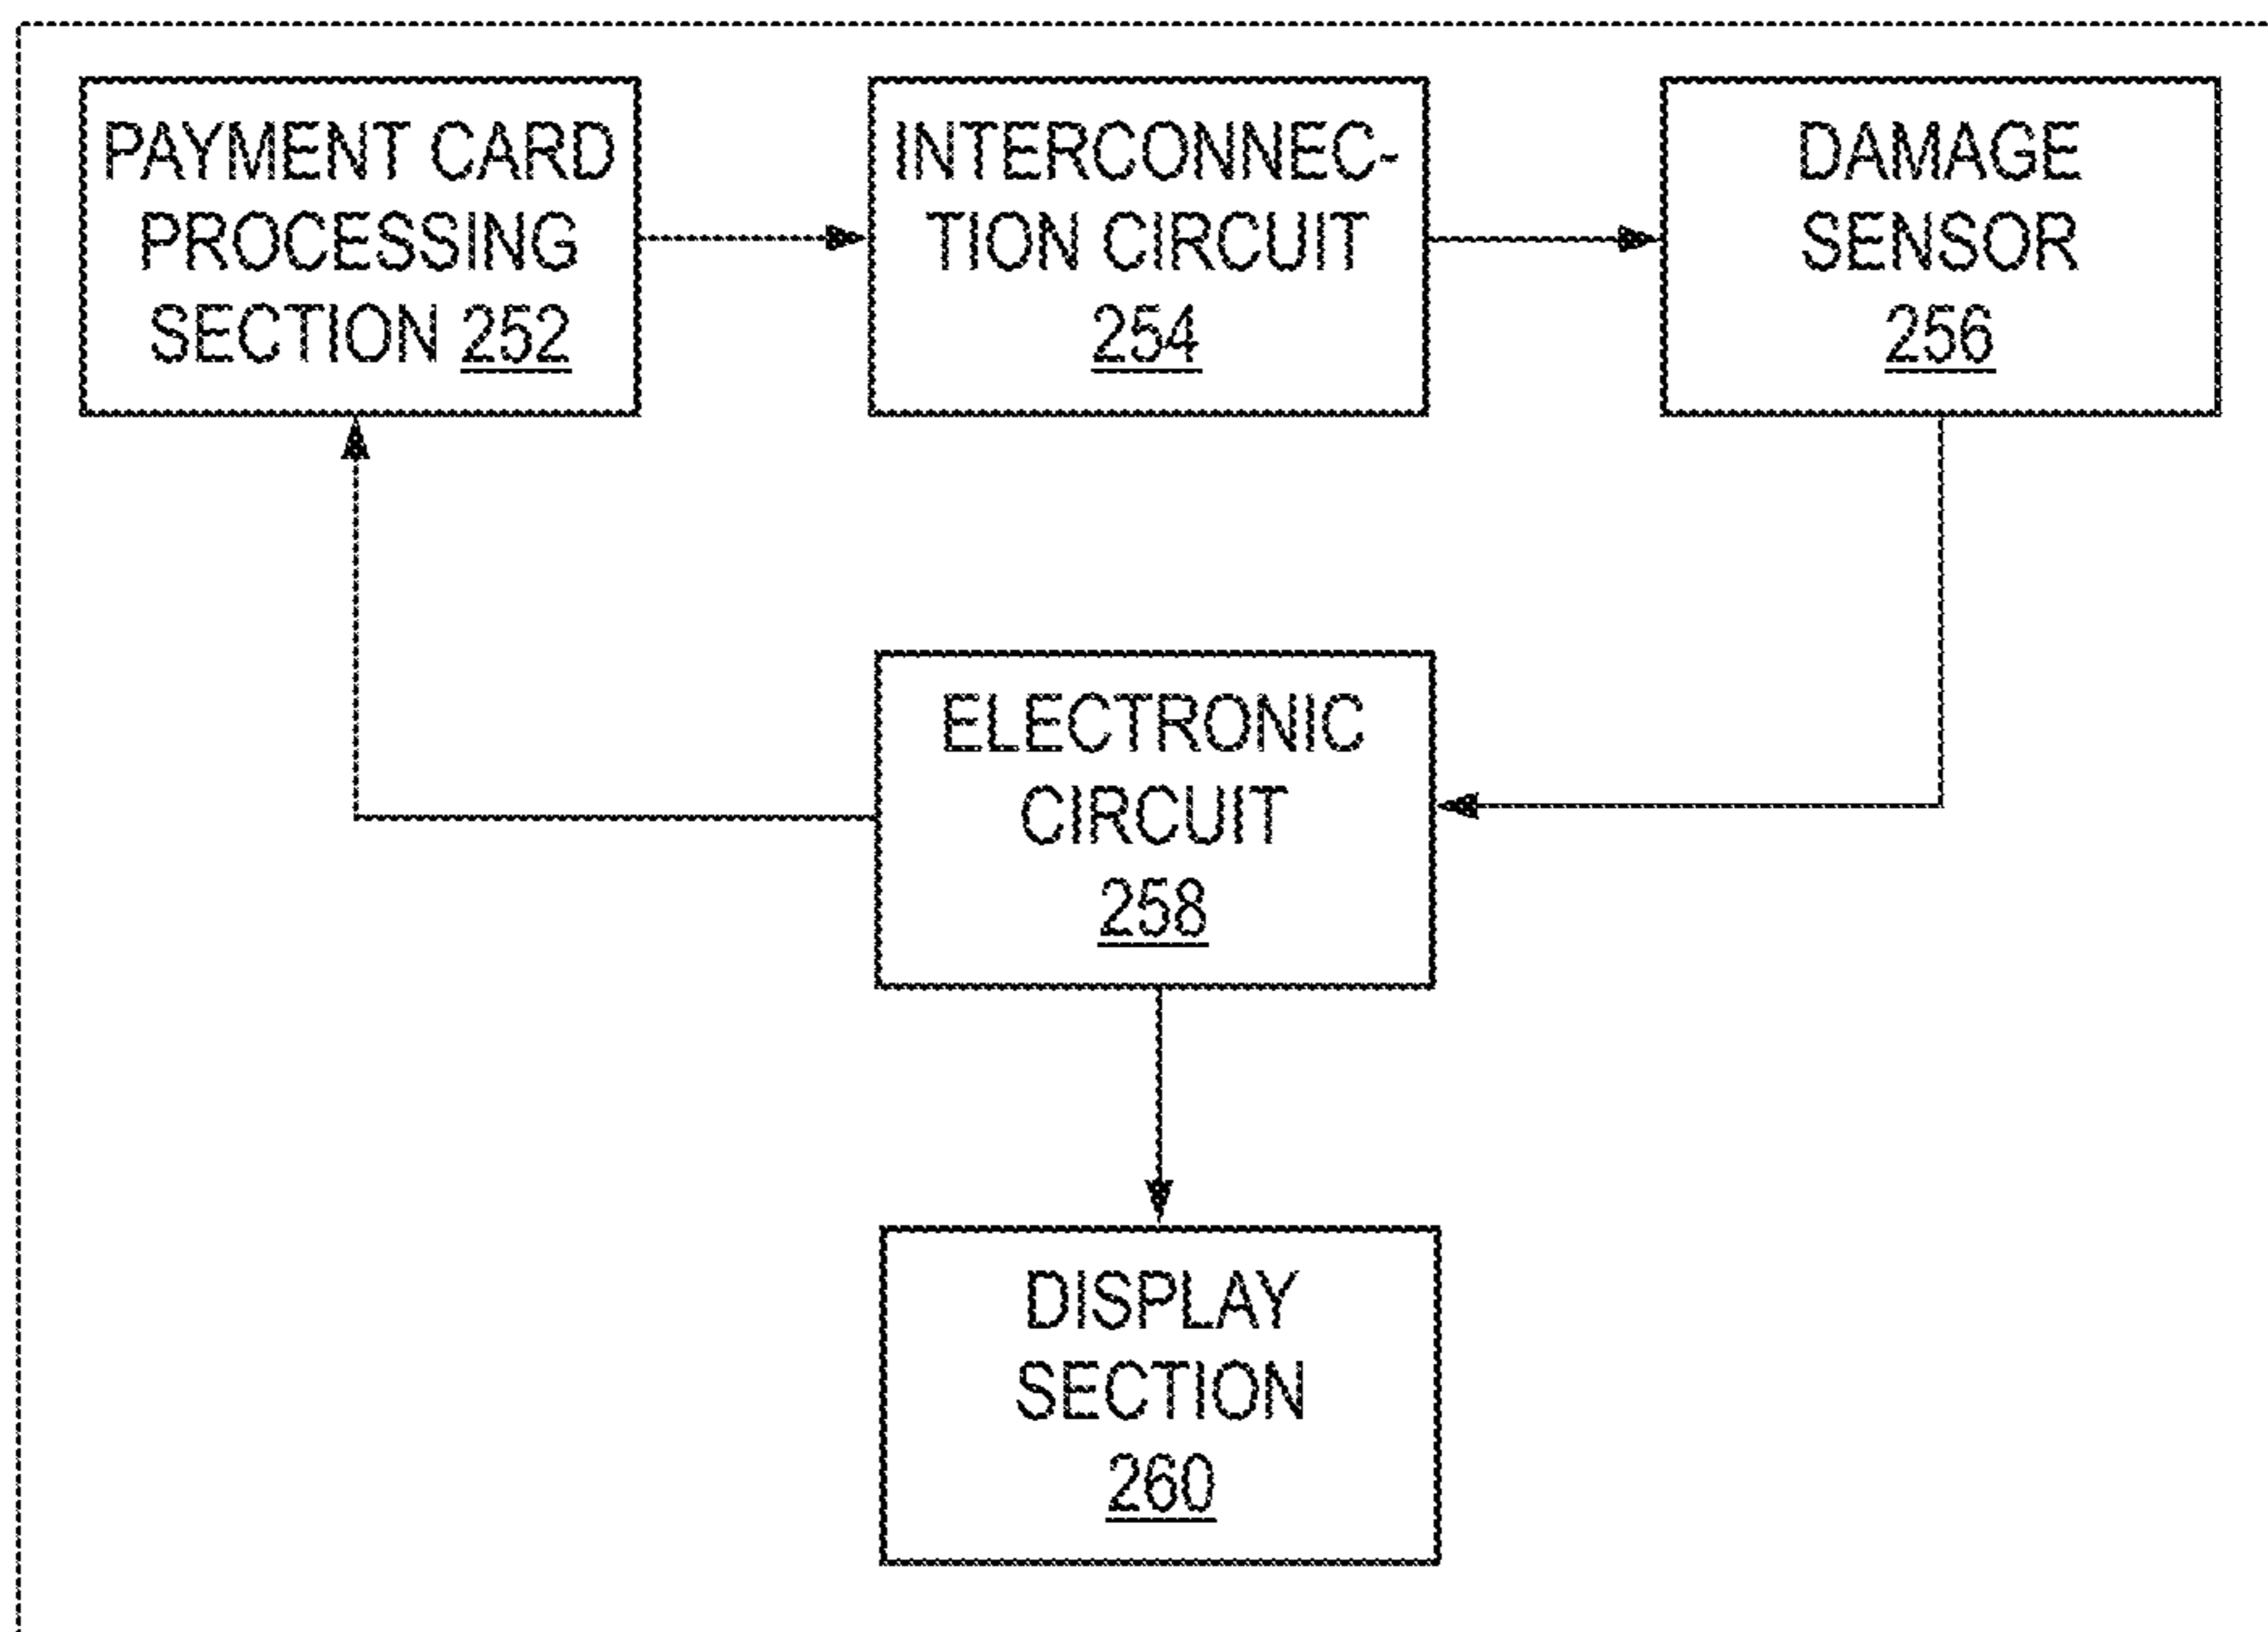 PAYMENT CARD
PROCESSING
SECTION 252
INTERCONNEC-
TION CIRCUIT
254
DAMAGE
SENSOR
256
ELECTRONIC
CIRCUIT
258
DISPLAY
SECTION
260